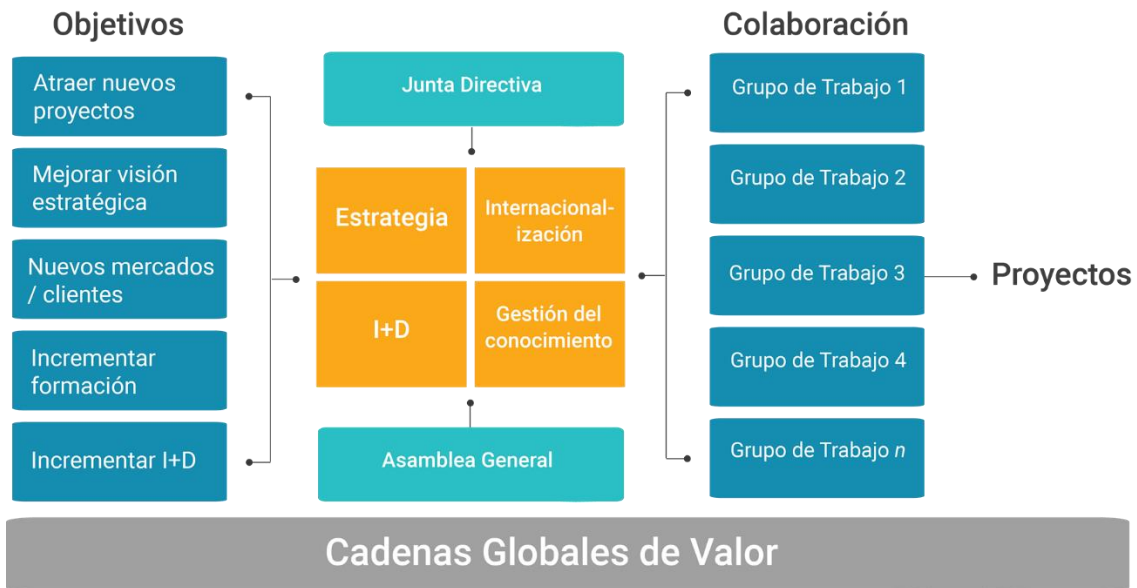 Objetivos
Atraer nuevos
proyectos
Mejorar visión
estratégica
Nuevos mercados
/ clientes
Incrementar
formación
Incrementar I+D
Junta Directiva
Estrategia
Internacional-
ización
I+D
Gestión del
conocimiento
Asamblea General
Colaboración
Grupo de Trabajo 1
Grupo de Trabajo 2
Grupo de Trabajo 3
Grupo de Trabajo 4
Grupo de Trabajo n
Proyectos
Cadenas Globales de Valor